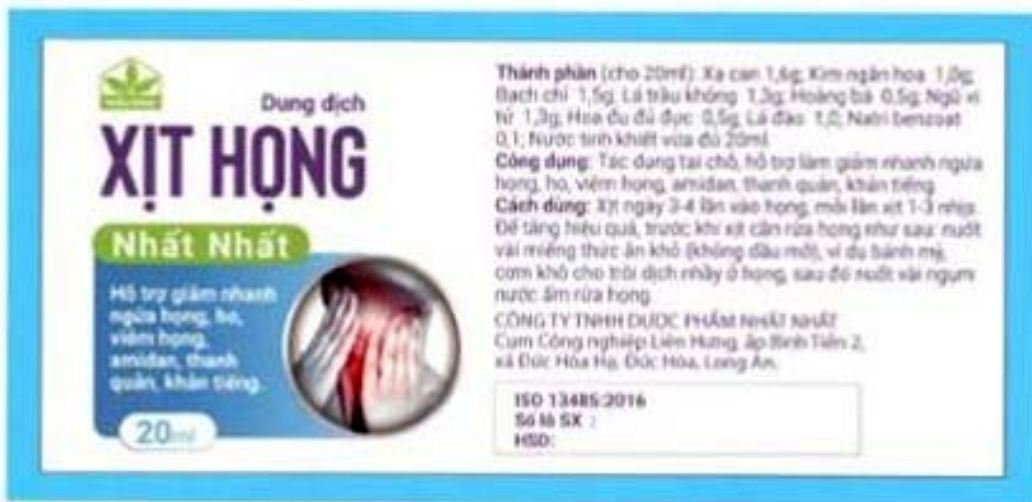 Dung dịch
XỊT HỌNG
Nhất Nhất
Hỗ trợ giảm nhanh
ngứa họng, ho,
viêm họng,
amidan, thanh
quản, khản tiếng.
20ml
Thành phần (cho 20ml): Xạ can 1,6g; Kim ngân hoa 1,0g;
Bạch chỉ 1,5g; Lá trầu không 1,3g; Hoàng bá 0,5g; Ngũ vị
tử 1,3g; Hoa đu đủ đực 0,5g; Lá đào 1,0; Natri benzoat
0,1; Nước tinh khiết vừa đủ 20ml.
Công dụng: Tác dụng tại chỗ, hỗ trợ làm giảm nhanh ngứa
họng, ho, viêm họng, amidan, thanh quản, khản tiếng.
Cách dùng: Xịt ngày 3-4 lần vào họng, mỗi lần xịt 1-3 nhịp.
Để tăng hiệu quả, trước khi xịt cần rửa họng như sau: nuốt
vài miếng thức ăn khô (không dầu mỡ), ví dụ bánh mỳ,
cơm khô cho trôi dịch nhầy ở họng, sau đó nuốt vài ngụm
nước ấm rửa họng.
CÔNG TY TNHH DƯỢC PHẨM NHẤT NHẤT
Cụm Công nghiệp Liên Hưng, ấp Bình Tiền 2,
xã Đức Hòa Hạ, Đức Hòa, Long An.
ISO 13485:2016
Số lô SX :
HSD: